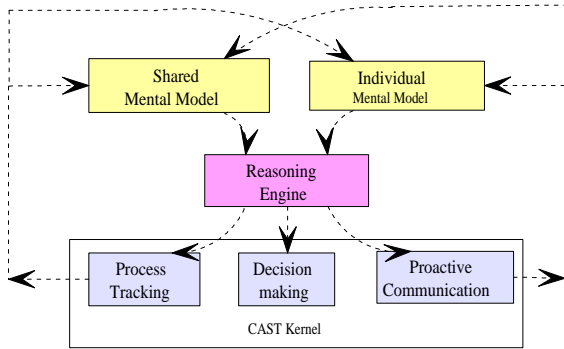 Shared
Mental Model
Individual
Mental Model
Reasoning
Engine
Process
Tracking
Decision
making
Proactive
Communication
CAST Kernel